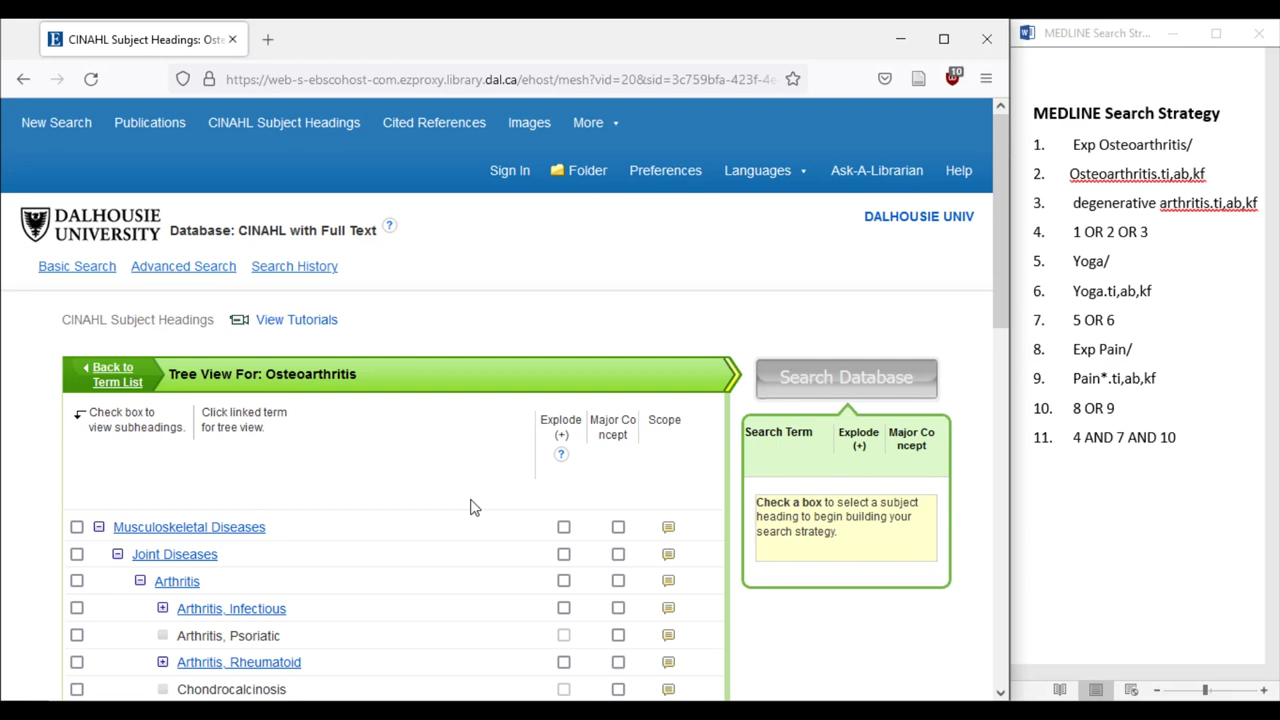 CINAHL Subject Headings: Oste
https://web-s-ebscohost-com.ezproxy.library.dal.ca/ehost/mesh?vid=20&sid=3c759bfa-423f-4e
10
New Search Publications CINAHL Subject Headings Cited References Images More
Sign In Folder Preferences Languages Ask-A-Librarian Help
DALHOUSIE UNIVERSITY
Database: CINAHL with Full Text ?
DALHOUSIE UNIV
Basic Search Advanced Search Search History
CINAHL Subject Headings View Tutorials
Back to Term List
Tree View For: Osteoarthritis
Check box to view subheadings.
Click linked term for tree view.
Explode (+) ?
Major Co ncept
Scope
Musculoskeletal Diseases
Joint Diseases
Arthritis
Arthritis, Infectious
Arthritis, Psoriatic
Arthritis, Rheumatoid
Chondrocalcinosis
Search Database
Search Term
Explode (+)
Major Co ncept
Check a box to select a subject
heading to begin building your
search strategy.
MEDLINE Search Str...
MEDLINE Search Strategy
1. Exp Osteoarthritis/
2. Osteoarthritis.ti,ab,kf
3. degenerative arthritis.ti,ab,kf
4. 1 OR 2 OR 3
5. Yoga/
6. Yoga.ti,ab,kf
7. 5 OR 6
8. Exp Pain/
9. Pain*.ti,ab,kf
10. 8 OR 9
11. 4 AND 7 AND 10